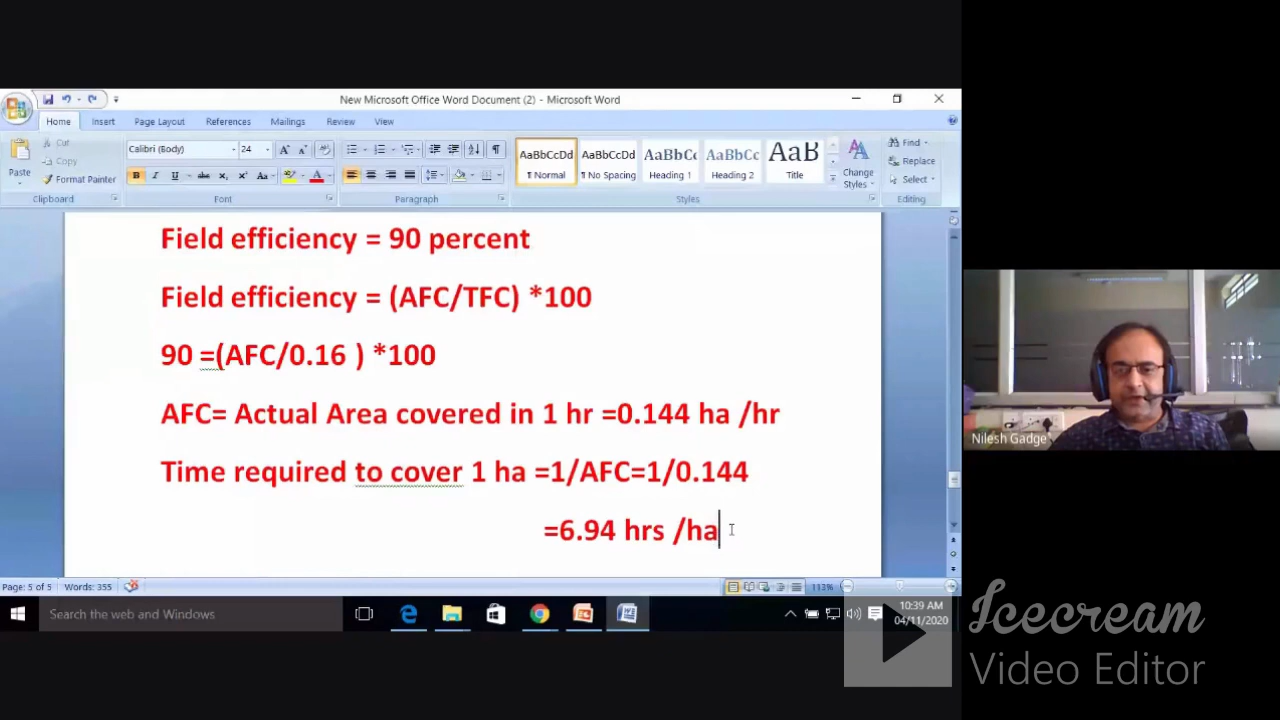 New Microsoft Office Word Document (2) - Microsoft Word
Home Insert Page Layout References Mailings Review View
Paste
Cut
Copy
Format Painter
Clipboard
Calibri (Body) 24
Font
Paragraph
AaBbCcDd AaBbCcDd AaBbCc AaBbCc AaB
¶ Normal ¶ No Spacing Heading 1 Heading 2 Title
Change Styles
Styles
Find
Replace
Select
Editing
Field efficiency = 90 percent
Field efficiency = (AFC/TFC) *100
90 =(AFC/0.16 ) *100
AFC= Actual Area covered in 1 hr =0.144 ha /hr
Time required to cover 1 ha =1/AFC=1/0.144
=6.94 hrs /ha
Page: 5 of 5 Words: 355 113%
Search the web and Windows
10:39 AM
04/11/2020
Nilesh Gadge
Icecream
Video Editor